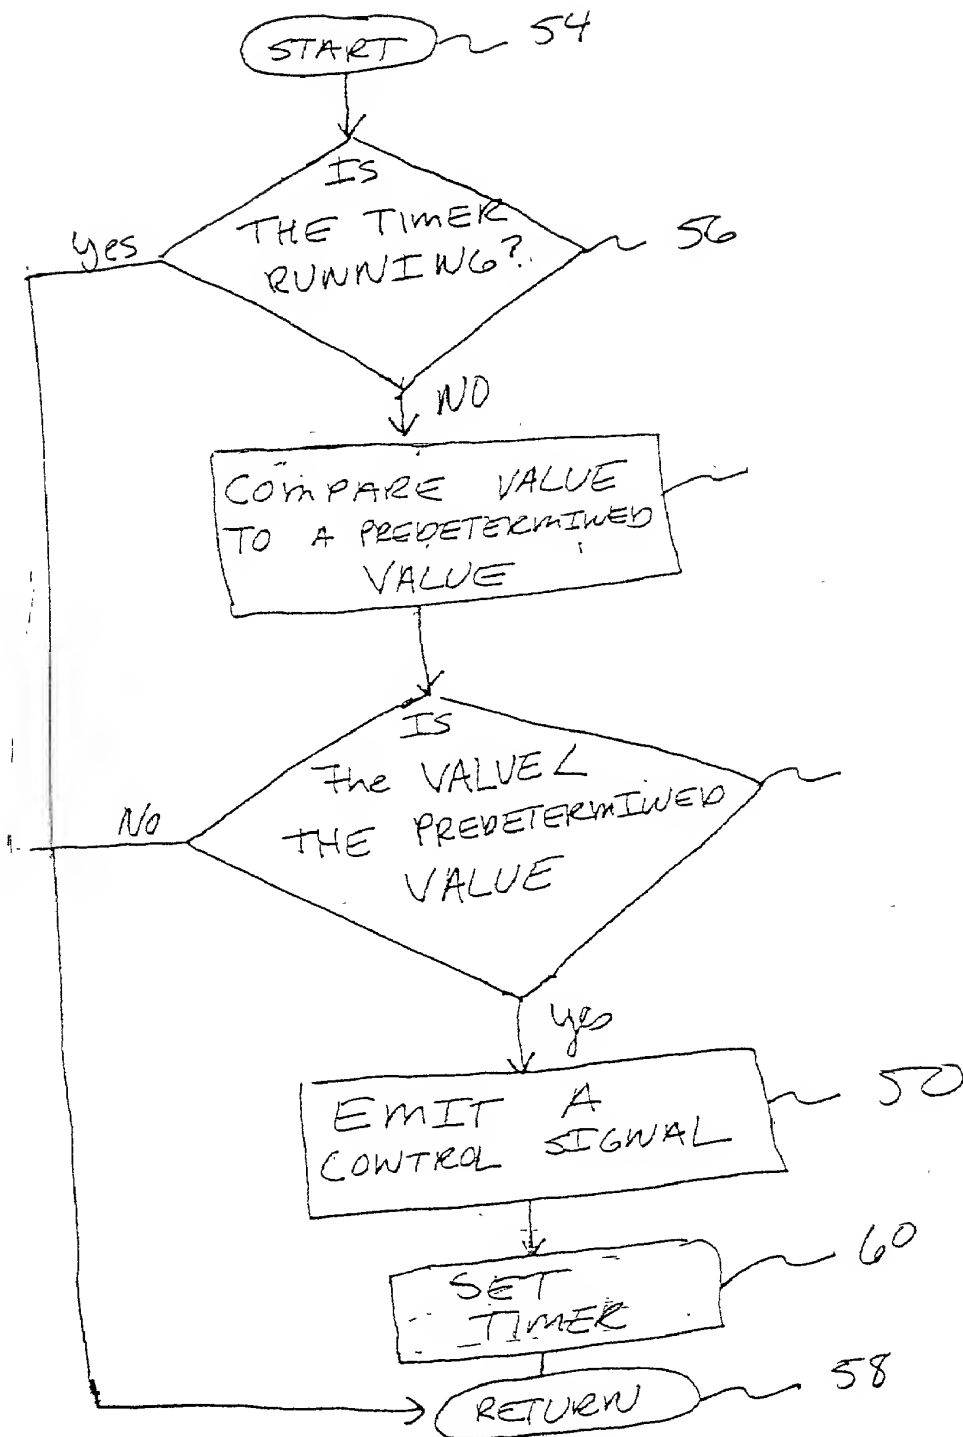 START 54
IS
THE TIMER
RUNNING?
56
yes
NO
COMPARE VALUE
TO A PREDETERMINED
VALUE
IS
The VALUE <
THE PREDETERMINED
VALUE
No
yes
EMIT A
CONTROL SIGNAL
50
SET
TIMER
60
RETURN
58